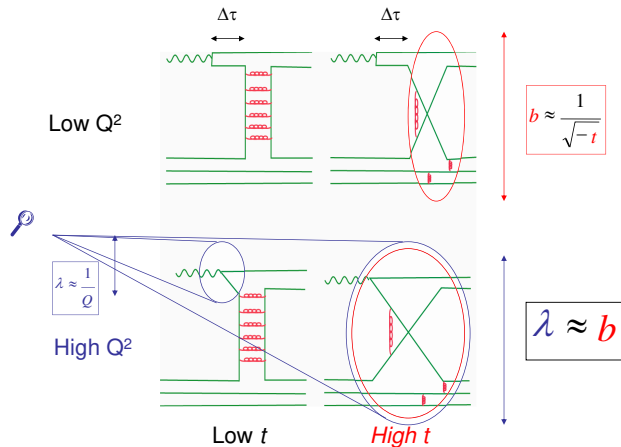 Δτ Δτ
Low Q²
b ≈ 1/√-t
λ ≈ 1/Q
λ ≈ b
High Q²
Low t High t